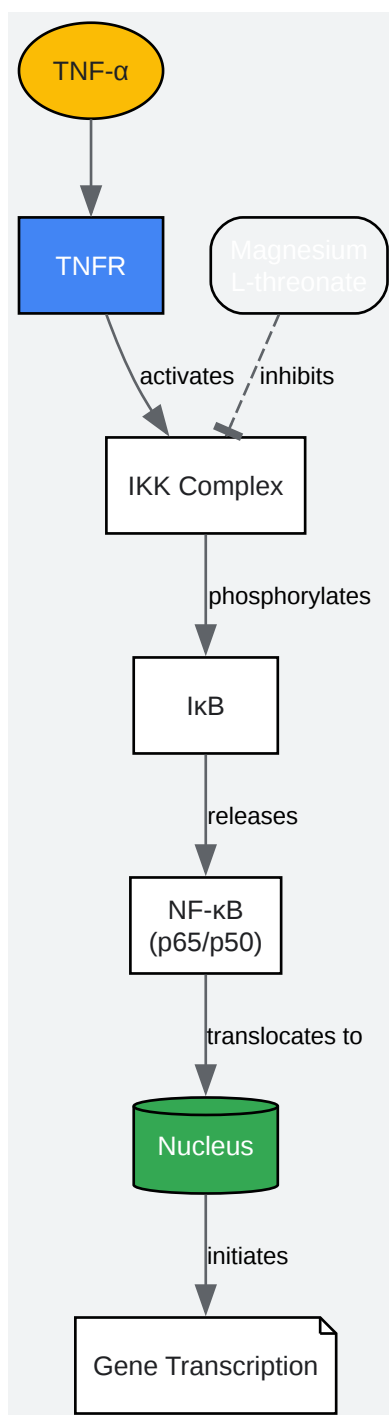 TNF-α
TNFR
Magnesium
L-threonate
activates
inhibits
IKK Complex
phosphorylates
IκB
releases
NF-κB
(p65/p50)
translocates to
Nucleus
initiates
Gene Transcription